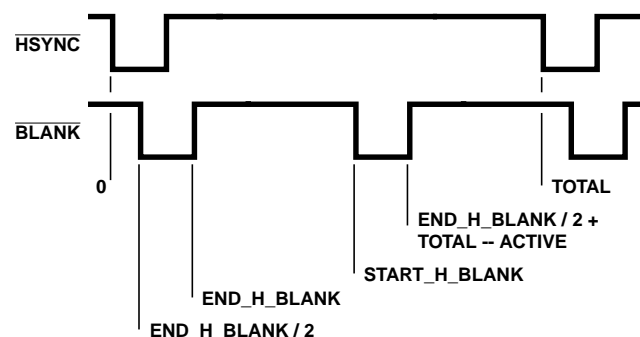 HSYNC
BLANK
0
TOTAL
END_H_BLANK / 2 +
TOTAL -- ACTIVE
START_H_BLANK
END_H_BLANK
END_H_BLANK / 2